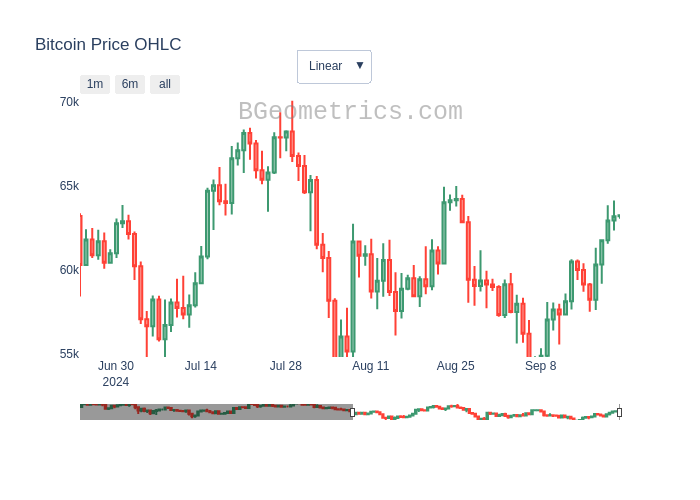 Bitcoin Price OHLC
Linear ▼
1m 6m all
BGeometrics.com
70k
65k
60k
55k
Jun 30 Jul 14 Jul 28 Aug 11 Aug 25 Sep 8
2024